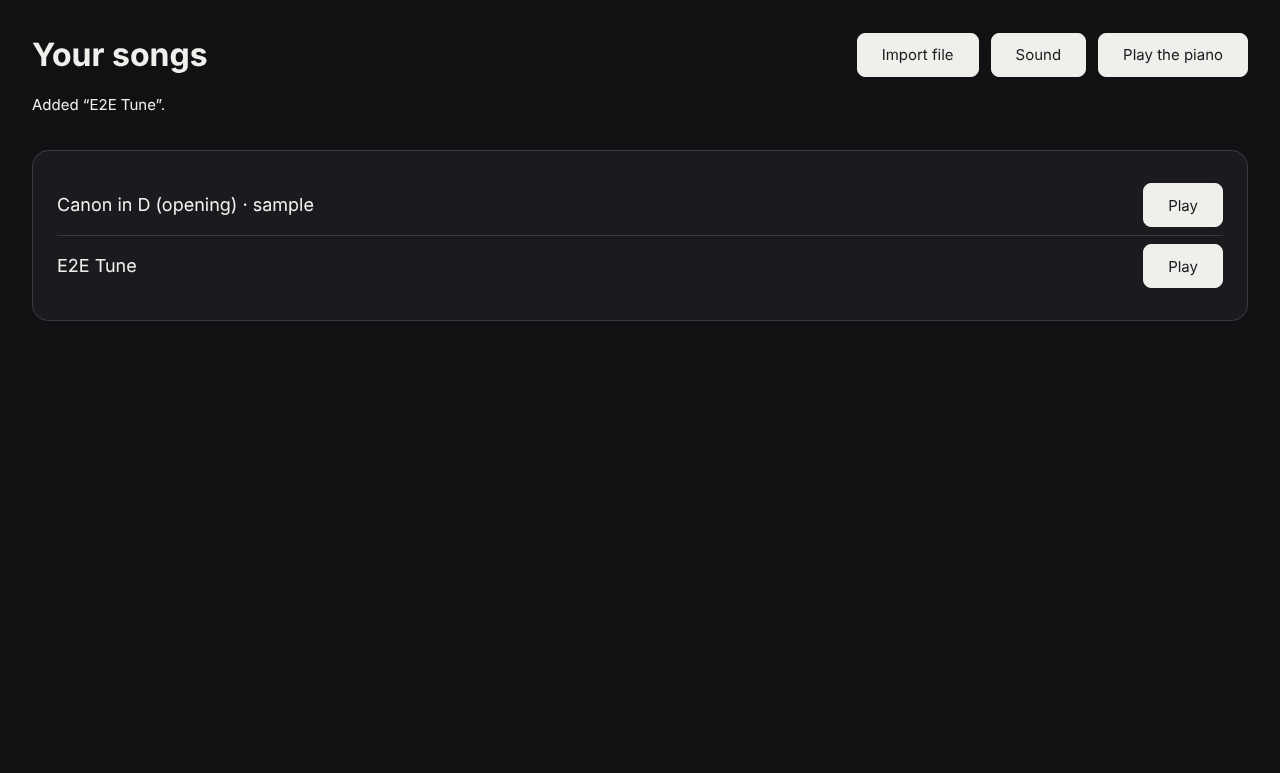 Your songs
Import file
Sound
Play the piano
Added “E2E Tune”.
Canon in D (opening) · sample
Play
E2E Tune
Play